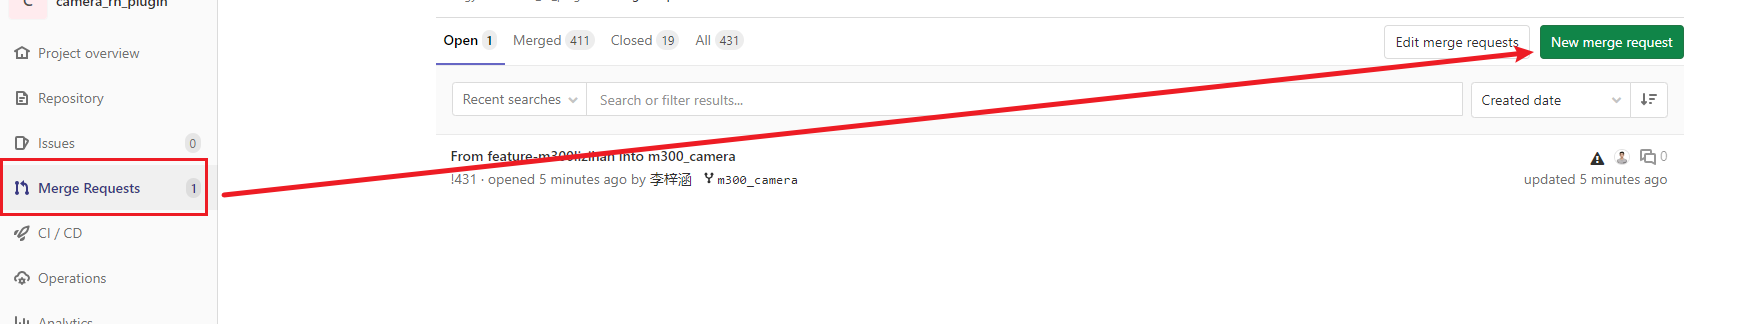 camera_rn_plugin
Project overview
Repository
Issues 0
Merge Requests 1
CI / CD
Operations
Analytics
Open 1 Merged 411 Closed 19 All 431
Edit merge requests New merge request
Recent searches Search or filter results... Created date
From feature-m300lizihan into m300_camera
!431 · opened 5 minutes ago by 李梓涵 m300_camera
0
updated 5 minutes ago